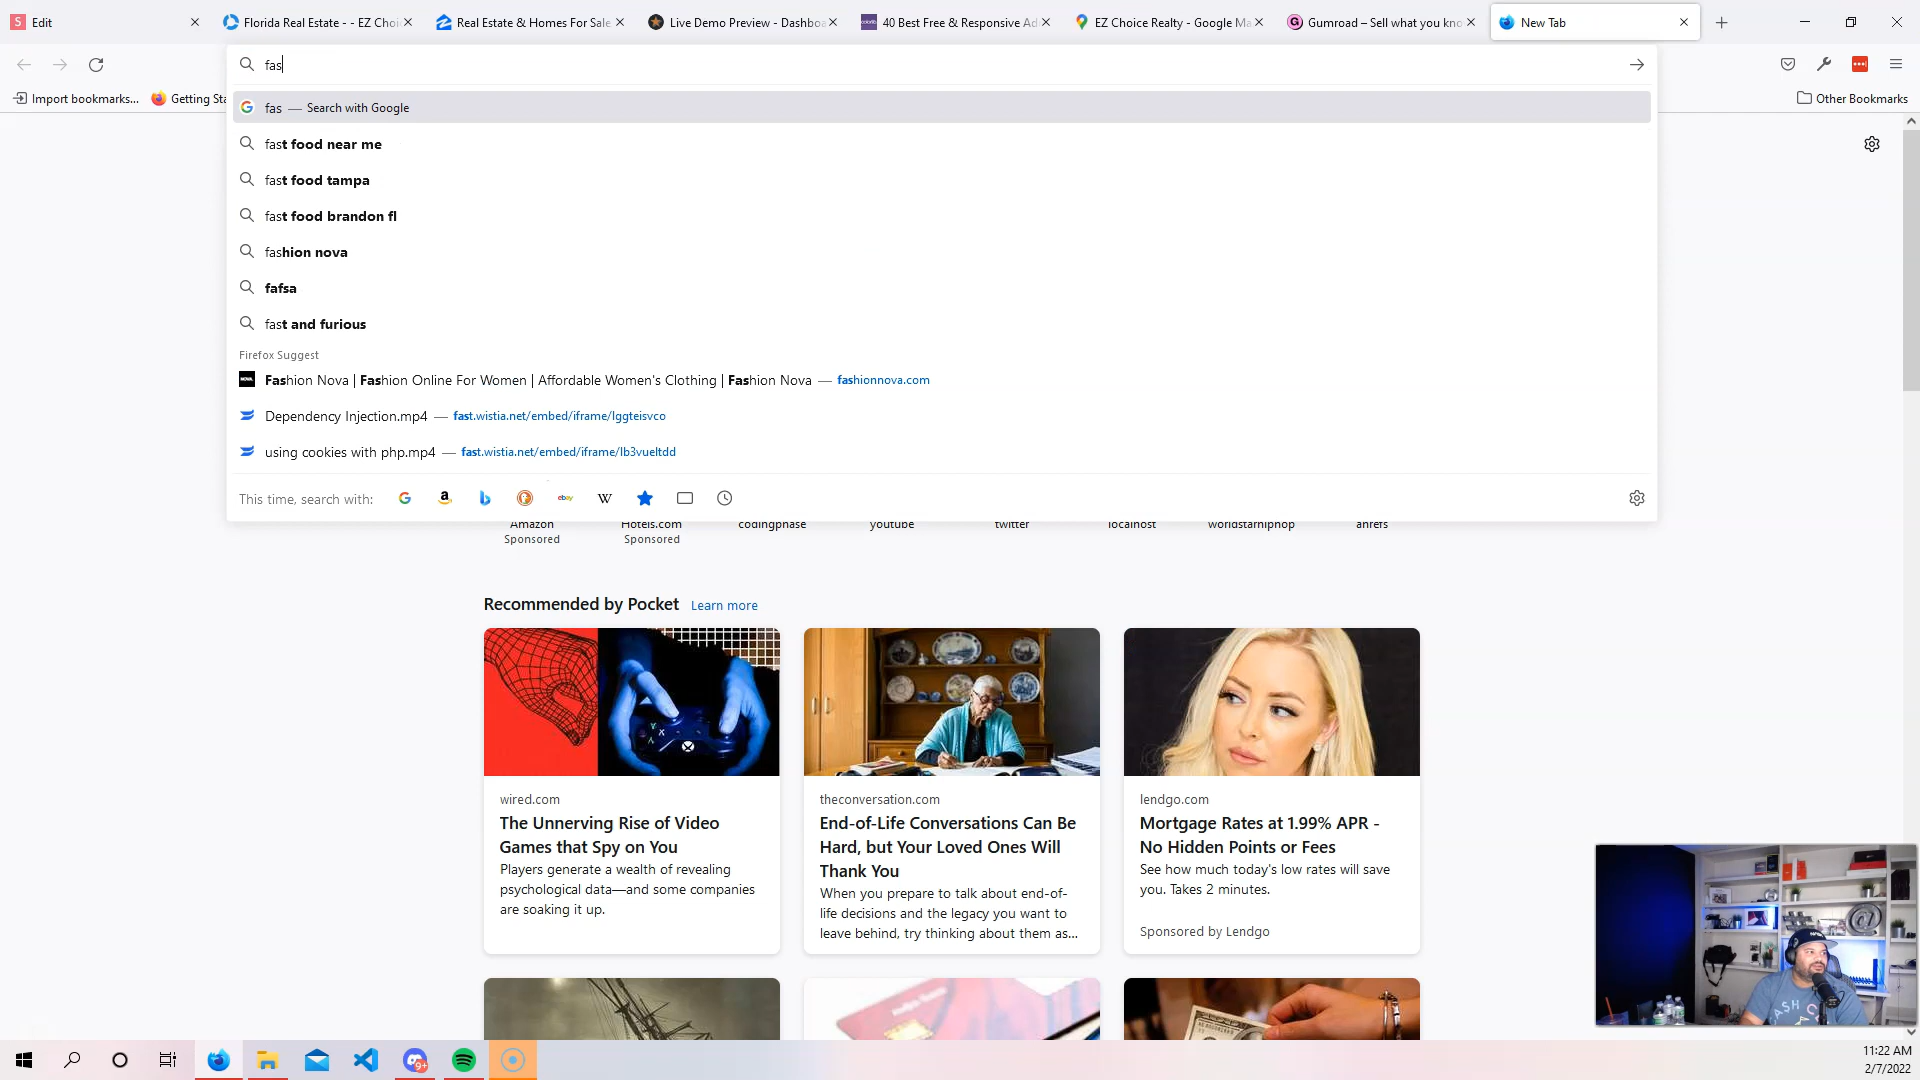 Edit
Florida Real Estate - - EZ Choi
Real Estate & Homes For Sale
Live Demo Preview - Dashboa
40 Best Free & Responsive Ad
EZ Choice Realty - Google Ma
Gumroad – Sell what you kno
New Tab
fas
Import bookmarks...
Getting Sta
Other Bookmarks
fas — Search with Google
fast food near me
fast food tampa
fast food brandon fl
fashion nova
fafsa
fast and furious
Firefox Suggest
Fashion Nova | Fashion Online For Women | Affordable Women's Clothing | Fashion Nova — fashionnova.com
Dependency Injection.mp4 — fast.wistia.net/embed/iframe/lggteisvco
using cookies with php.mp4 — fast.wistia.net/embed/iframe/lb3vueltdd
This time, search with:
Amazon
Sponsored
Hotels.com
Sponsored
codingphase
youtube
twitter
localhost
worldstarhiphop
ahrefs
Recommended by Pocket Learn more
wired.com
The Unnerving Rise of Video
Games that Spy on You
Players generate a wealth of revealing
psychological data—and some companies
are soaking it up.
theconversation.com
End-of-Life Conversations Can Be
Hard, but Your Loved Ones Will
Thank You
When you prepare to talk about end-of-
life decisions and the legacy you want to
leave behind, try thinking about them as...
lendgo.com
Mortgage Rates at 1.99% APR -
No Hidden Points or Fees
See how much today's low rates will save
you. Takes 2 minutes.
Sponsored by Lendgo
11:22 AM
2/7/2022